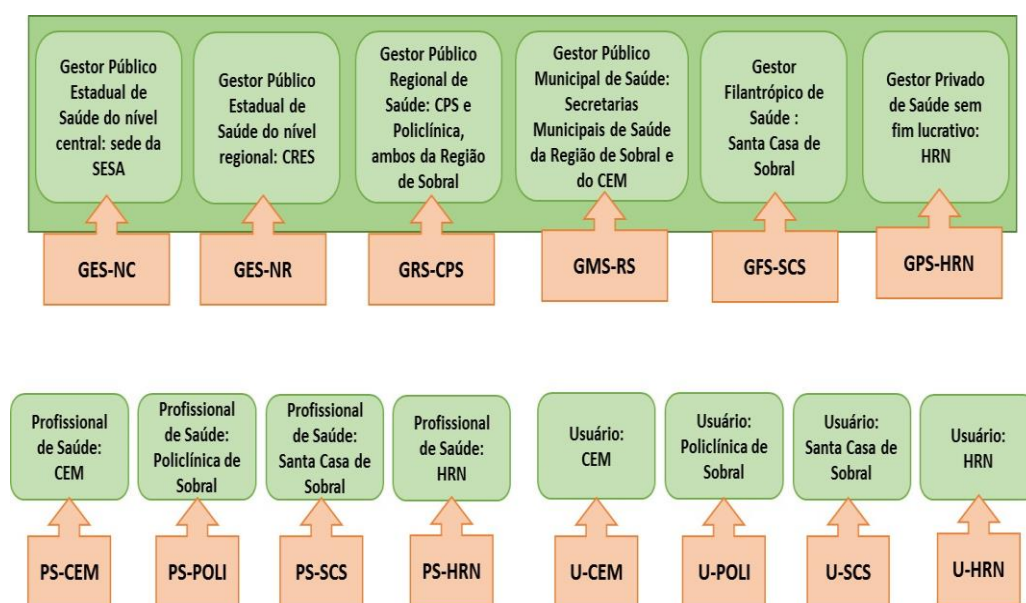 Gestor Público
Estadual de
Saúde do nível
central: sede da
SESA
Gestor Público
Estadual de
Saúde do nível
regional: CRES
Gestor Público
Regional de
Saúde: CPS e
Policlínica,
ambos da Região
de Sobral
Gestor Público
Municipal de Saúde:
Secretarias
Municipais de Saúde
da Região de Sobral e
do CEM
Gestor
Filantrópico de
Saúde :
Santa Casa de
Sobral
Gestor Privado
de Saúde sem
fim lucrativo:
HRN
GES-NC
GES-NR
GRS-CPS
GMS-RS
GFS-SCS
GPS-HRN
Profissional
de Saúde:
CEM
Profissional
de Saúde:
Policlínica de
Sobral
Profissional
de Saúde:
Santa Casa de
Sobral
Profissional
de Saúde:
HRN
Usuário:
CEM
Usuário:
Policlínica de
Sobral
Usuário:
Santa Casa de
Sobral
Usuário:
HRN
PS-CEM
PS-POLI
PS-SCS
PS-HRN
U-CEM
U-POLI
U-SCS
U-HRN